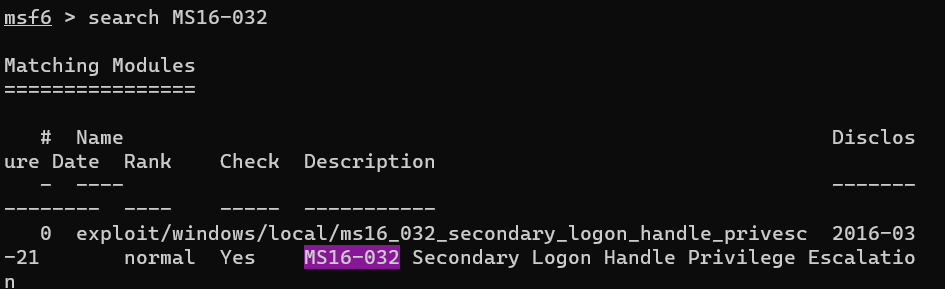 msf6 > search MS16-032
Matching Modules
================
#  Name                                                               Disclos
ure Date  Rank    Check  Description
-  ----                                                               -------
--------  ----    -----  -----------
0  exploit/windows/local/ms16_032_secondary_logon_handle_privesc  2016-03
-21       normal  Yes    MS16-032 Secondary Logon Handle Privilege Escalatio
n